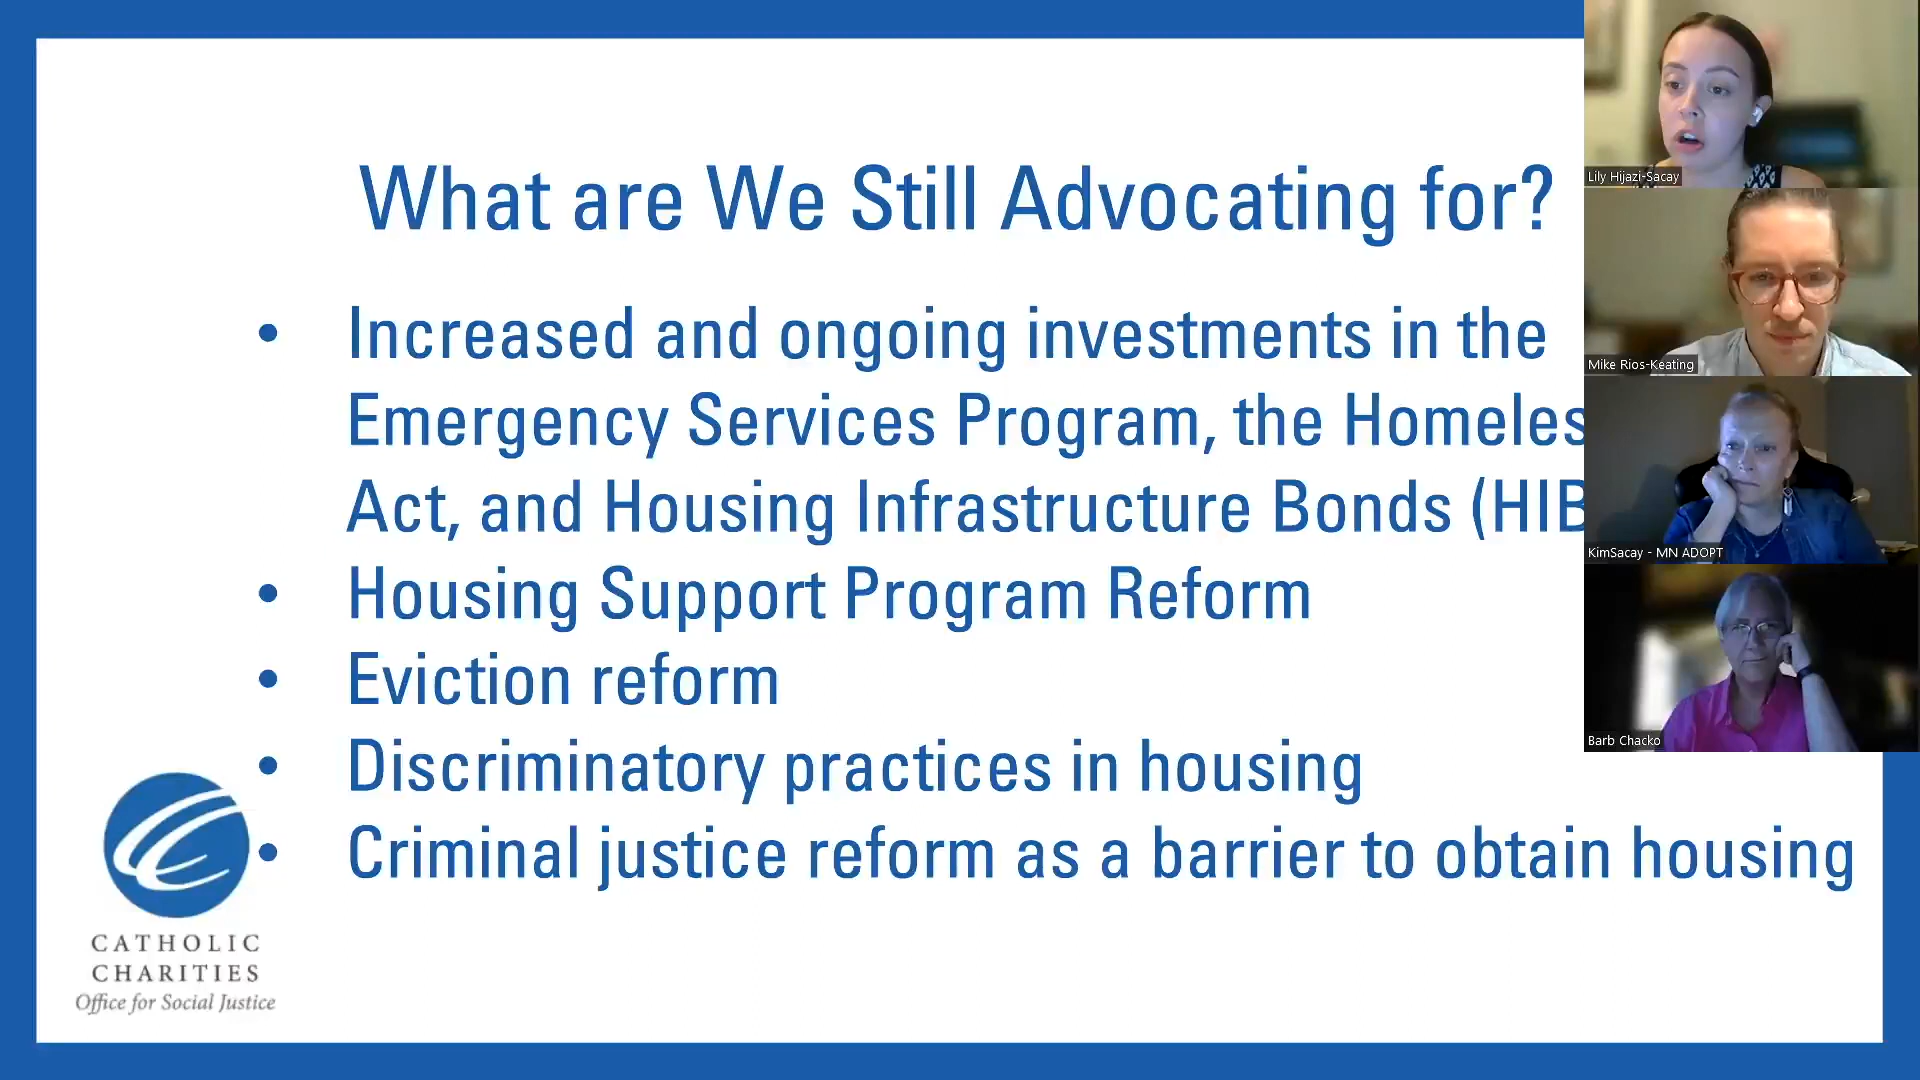 What are We Still Advocating for?
• Increased and ongoing investments in the
Emergency Services Program, the
Act, and Housing Infrastructure Bonds
• Housing Support Program Reform
• Eviction reform
• Discriminatory practices in housing
• Criminal justice reform as a barrier to obtain housing
CATHOLIC
CHARITIES
Office for Social Justice
Lily Hijazi-Sacay
Mike Rios-Keating
KimSacay - MN ADOPT
Barb Chacko